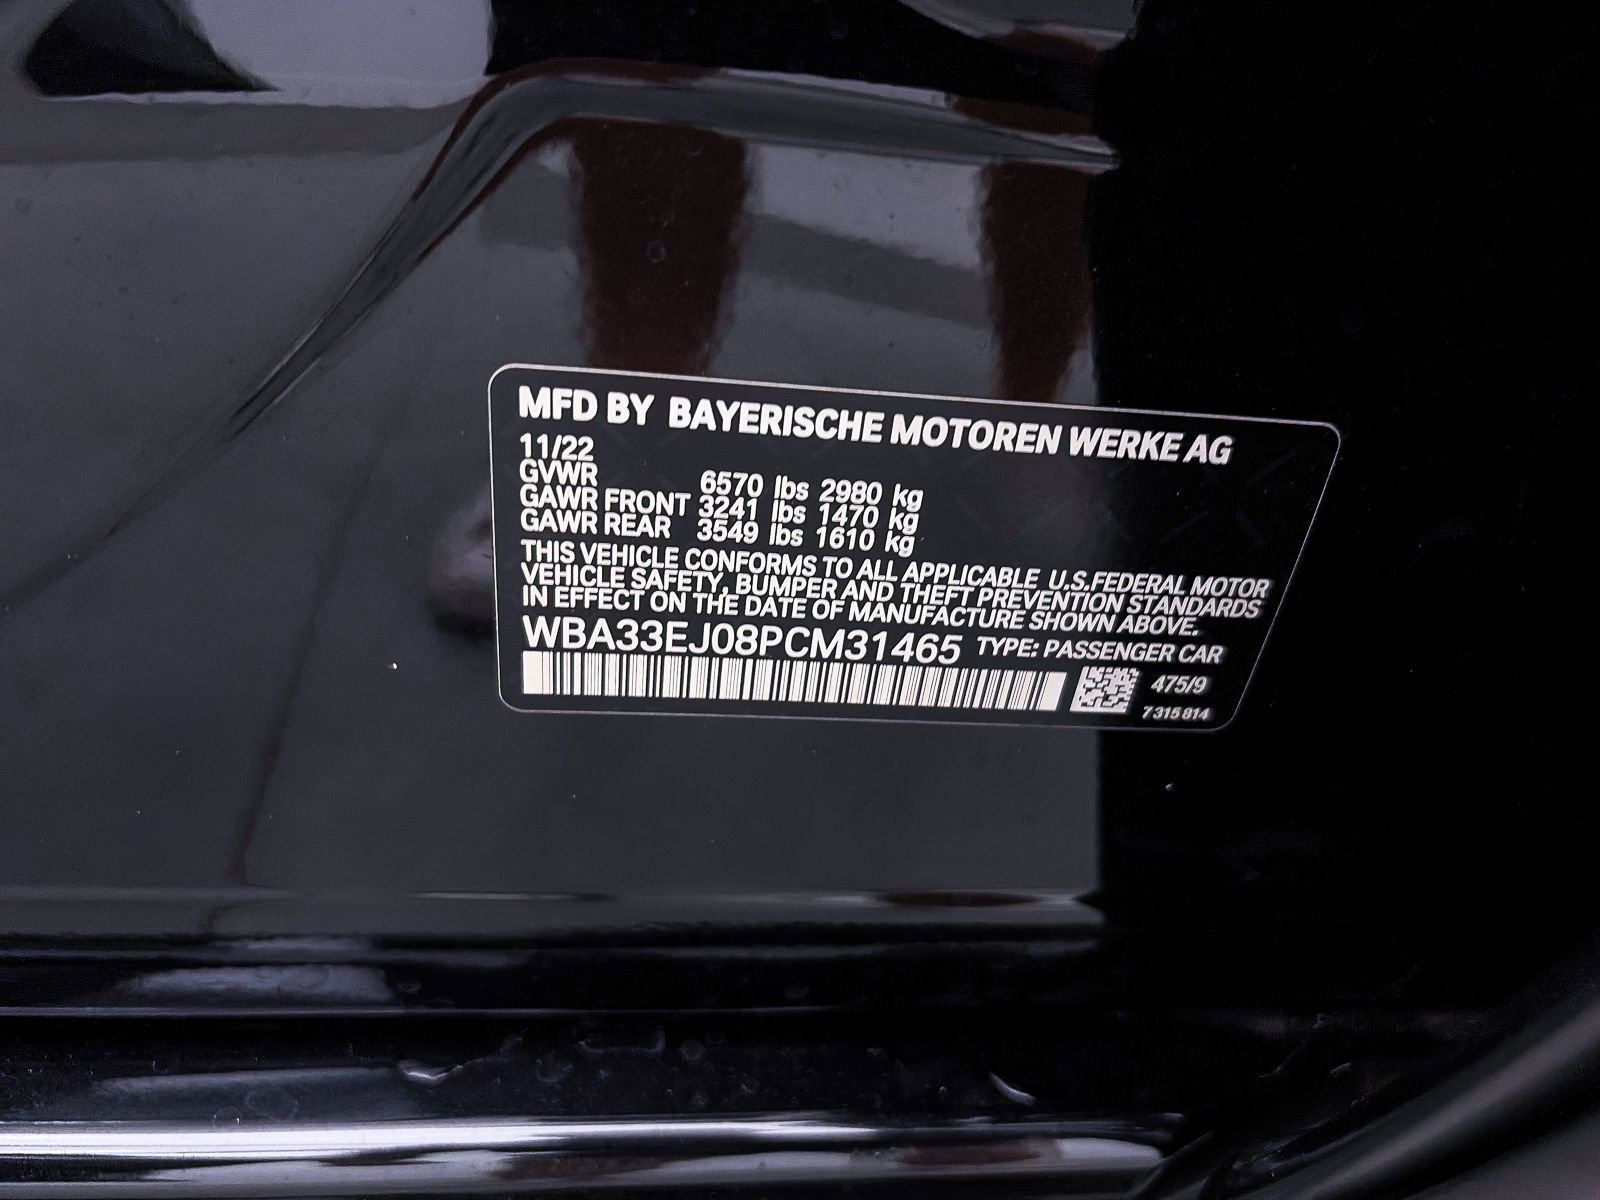 MFD BY BAYERISCHE MOTOREN WERKE AG
11/22
GVWR 6570 lbs 2980 kg
GAWR FRONT 3241 lbs 1470 kg
GAWR REAR 3549 lbs 1610 kg
THIS VEHICLE CONFORMS TO ALL APPLICABLE U.S.FEDERAL MOTOR
VEHICLE SAFETY, BUMPER AND THEFT PREVENTION STANDARDS
IN EFFECT ON THE DATE OF MANUFACTURE SHOWN ABOVE.
WBA33EJ08PCM31465 TYPE: PASSENGER CAR
475/9
7 315 814